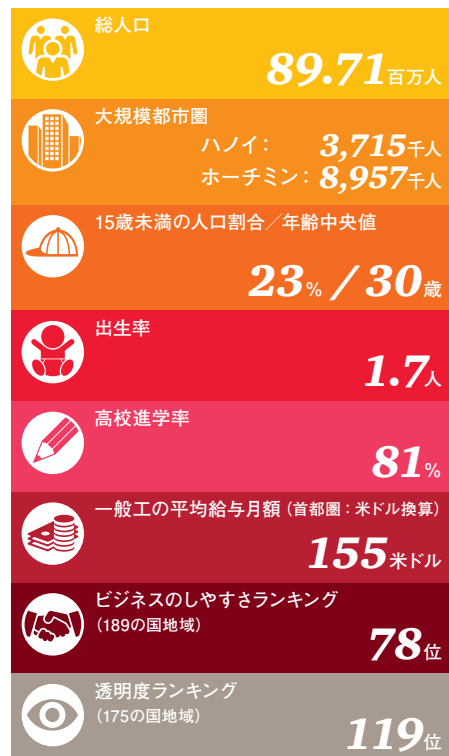 総人口
89.71百万人
大規模都市圏
ハノイ： 3,715千人
ホーチミン：8,957千人
15歳未満の人口割合／年齢中央値
23％／30歳
出生率
1.7人
高校進学率
81％
一般工の平均給与月額（首都圏：米ドル換算）
155米ドル
ビジネスのしやすさランキング
（189の国地域）
78位
透明度ランキング
（175の国地域）
119位